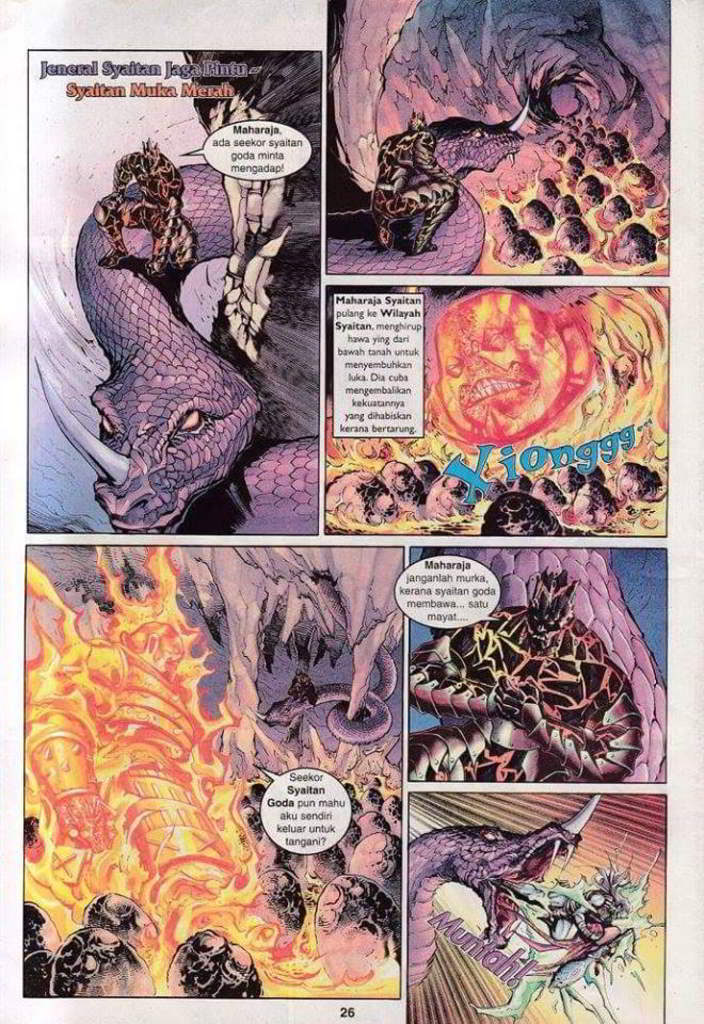 Jeneral Syaitan Jaga Pintu -
Syaitan Muka Merah
Maharaja,
ada seekor syaitan
goda minta
mengadap!
Maharaja Syaitan
pulang ke Wilayah
Syaitan, menghirup
hawa ying dari
bawah tanah untuk
menyembuhkan
luka. Dia cuba
mengembalikan
kekuatannya
yang dihabiskan
kerana bertarung.
Xionggg...
Seekor
Syaitan
Goda pun mahu
aku sendiri
keluar untuk
tangani?
Maharaja
janganlah murka,
kerana syaitan goda
membawa... satu
mayat....
Muntah!
26